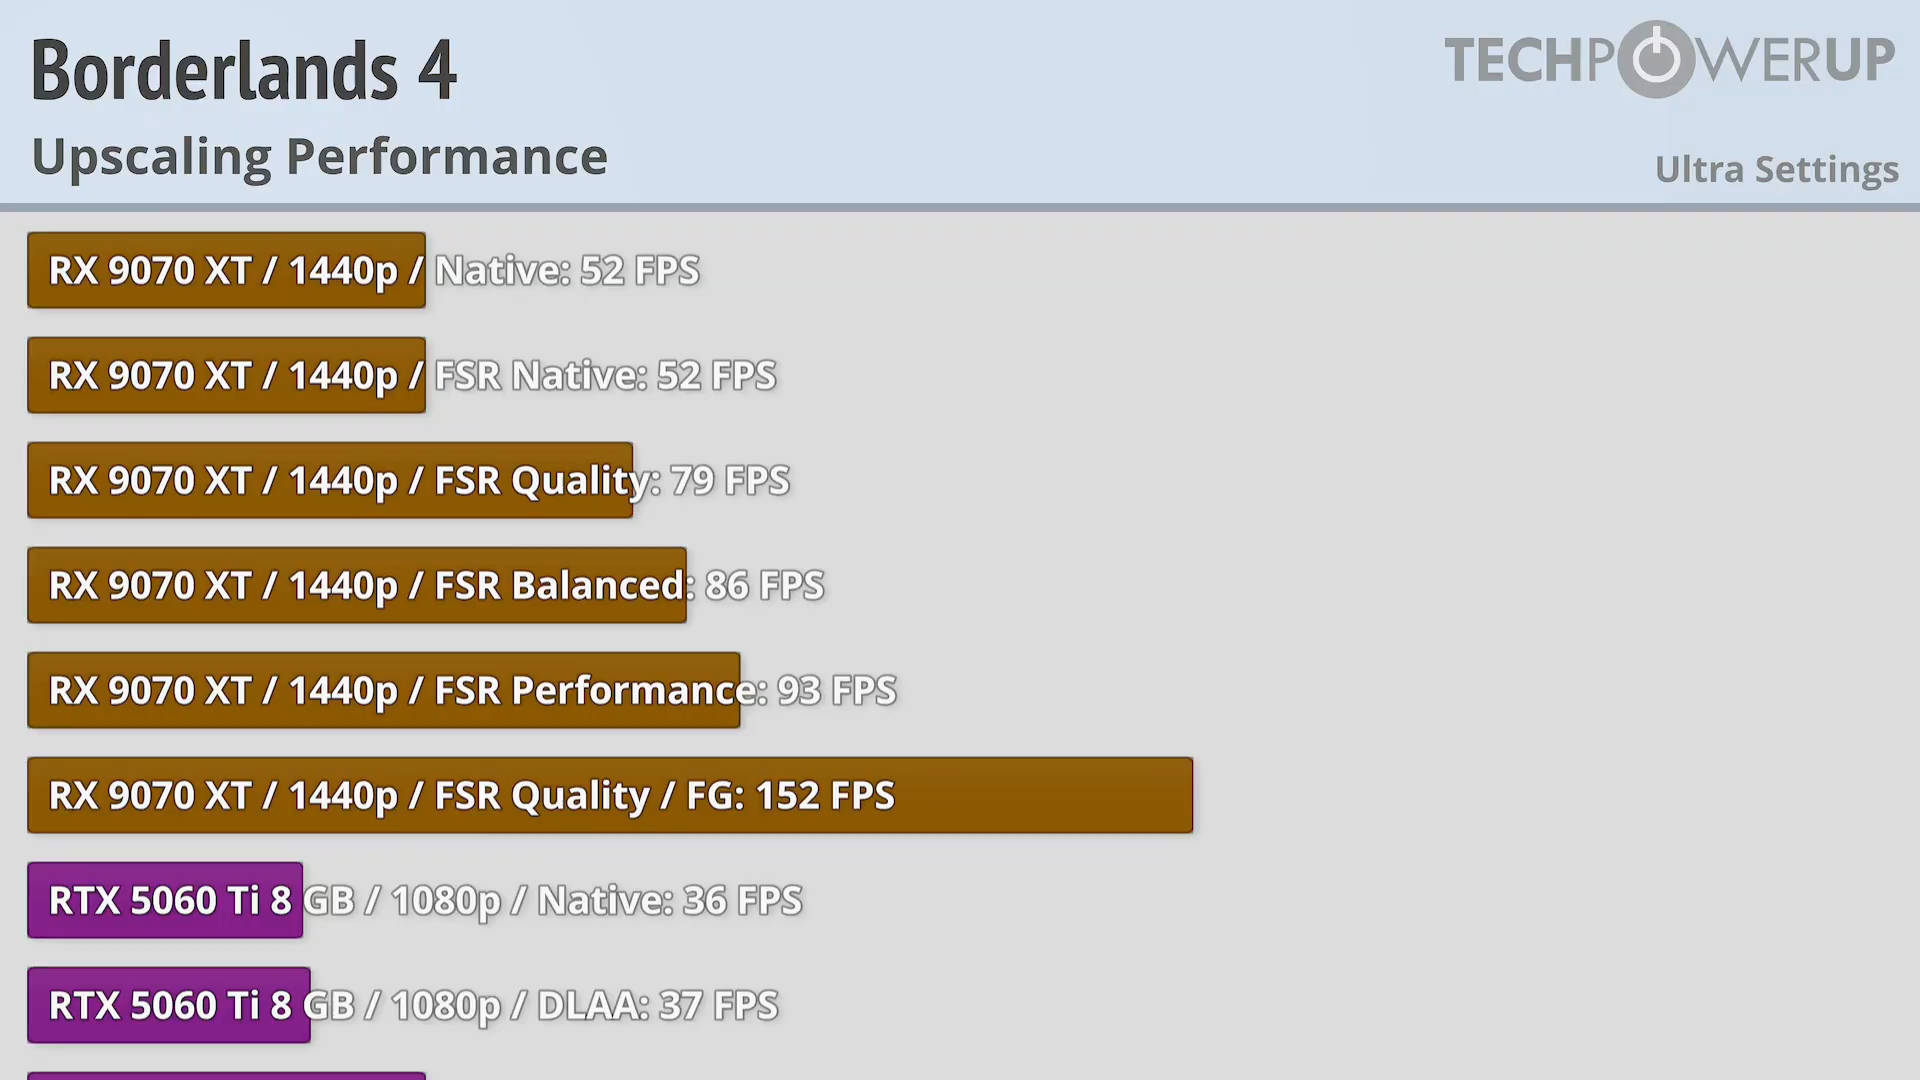 Borderlands 4
TECHPOWERUP
Upscaling Performance
Ultra Settings
RX 9070 XT / 1440p / Native: 52 FPS
RX 9070 XT / 1440p / FSR Native: 52 FPS
RX 9070 XT / 1440p / FSR Quality: 79 FPS
RX 9070 XT / 1440p / FSR Balanced: 86 FPS
RX 9070 XT / 1440p / FSR Performance: 93 FPS
RX 9070 XT / 1440p / FSR Quality / FG: 152 FPS
RTX 5060 Ti 8 GB / 1080p / Native: 36 FPS
RTX 5060 Ti 8 GB / 1080p / DLAA: 37 FPS